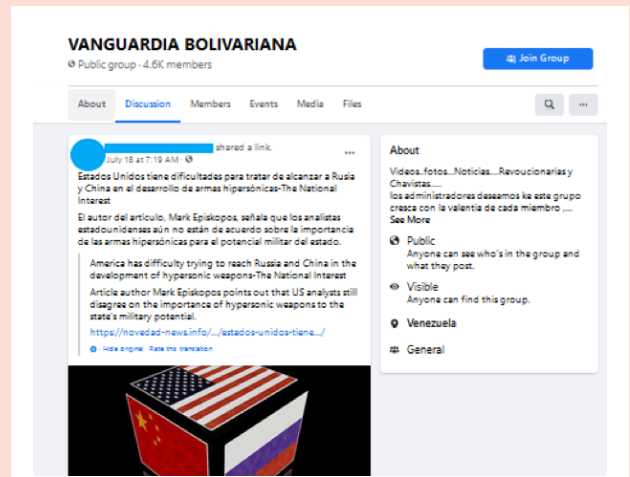 VANGUARDIA BOLIVARIANA
Public group · 4.6K members
Join Group
About Discussion Members Events Media Files
shared a link.
July 18 at 7:19 AM ·
Estados Unidos tiene dificultades para tratar de alcanzar a Rusia
y China en el desarrollo de armas hipersónicas-The National
Interest
El autor del artículo, Mark Episkopos, señala que los analistas
estadounidenses aún no están de acuerdo sobre la importancia
de las armas hipersónicas para el potencial militar del estado.
America has difficulty trying to reach Russia and China in the
development of hypersonic weapons-The National Interest
Article author Mark Episkopos points out that US analysts still
disagree on the importance of hypersonic weapons to the
state's military potential.
https://novedad-news.info/.../estados-unidos-tiene.../
Hide original · Rate this translation
About
Videos..fotos...Noticias....Revoucionarias y
Chavistas.....
los administradores deseamos ke este grupo
cresca con la valentia de cada miembro ,....
See More
Public
Anyone can see who's in the group and
what they post.
Visible
Anyone can find this group.
Venezuela
General